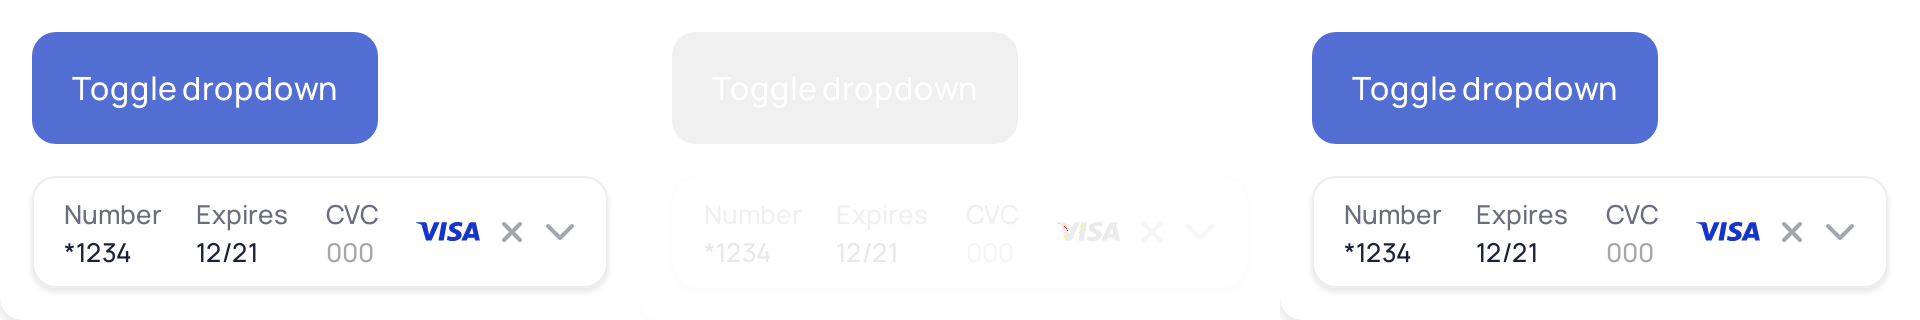 Toggle dropdown
Number Expires CVC
*1234 12/21 000
VISA
Toggle dropdown
Number Expires CVC
*1234 12/21 000
VISA
Toggle dropdown
Number Expires CVC
*1234 12/21 000
VISA